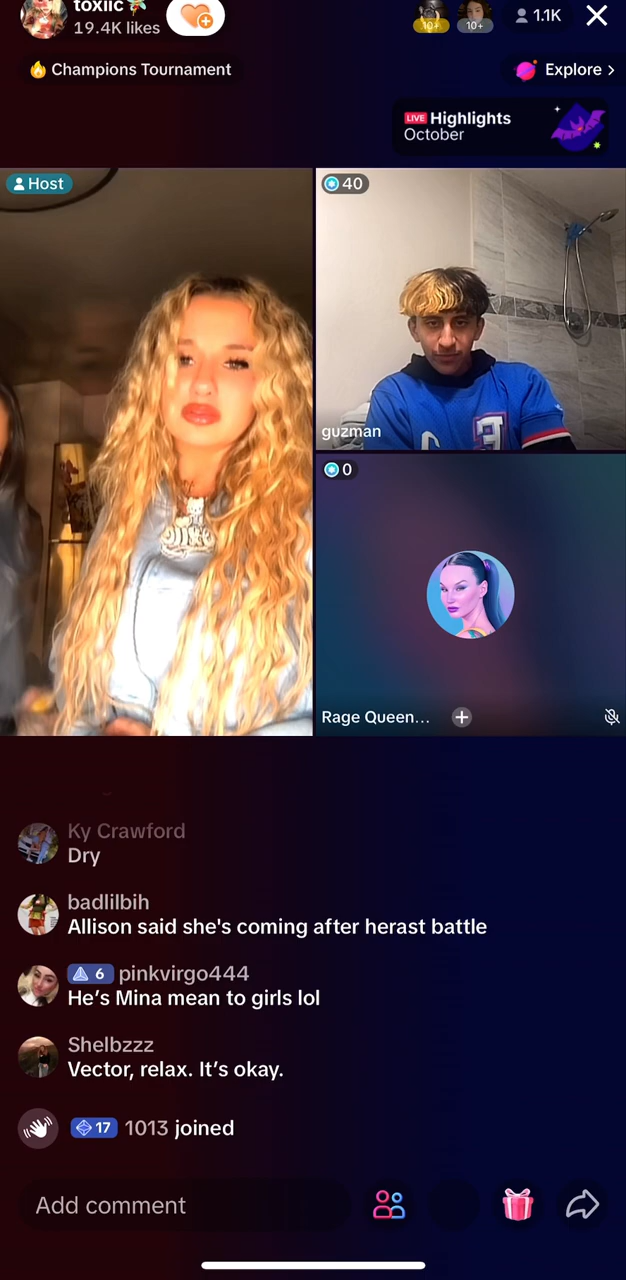 toxiic🧚
19.4K likes
10+
10+
1.1K
🔥 Champions Tournament
Explore >
LIVE Highlights
October
Host
40
guzman
0
Rage Queen...
Ky Crawford
Dry
badlilbih
Allison said she's coming after herast battle
6 pinkvirgo444
He's Mina mean to girls lol
Shelbzzz
Vector, relax. It's okay.
17 1013 joined
Add comment